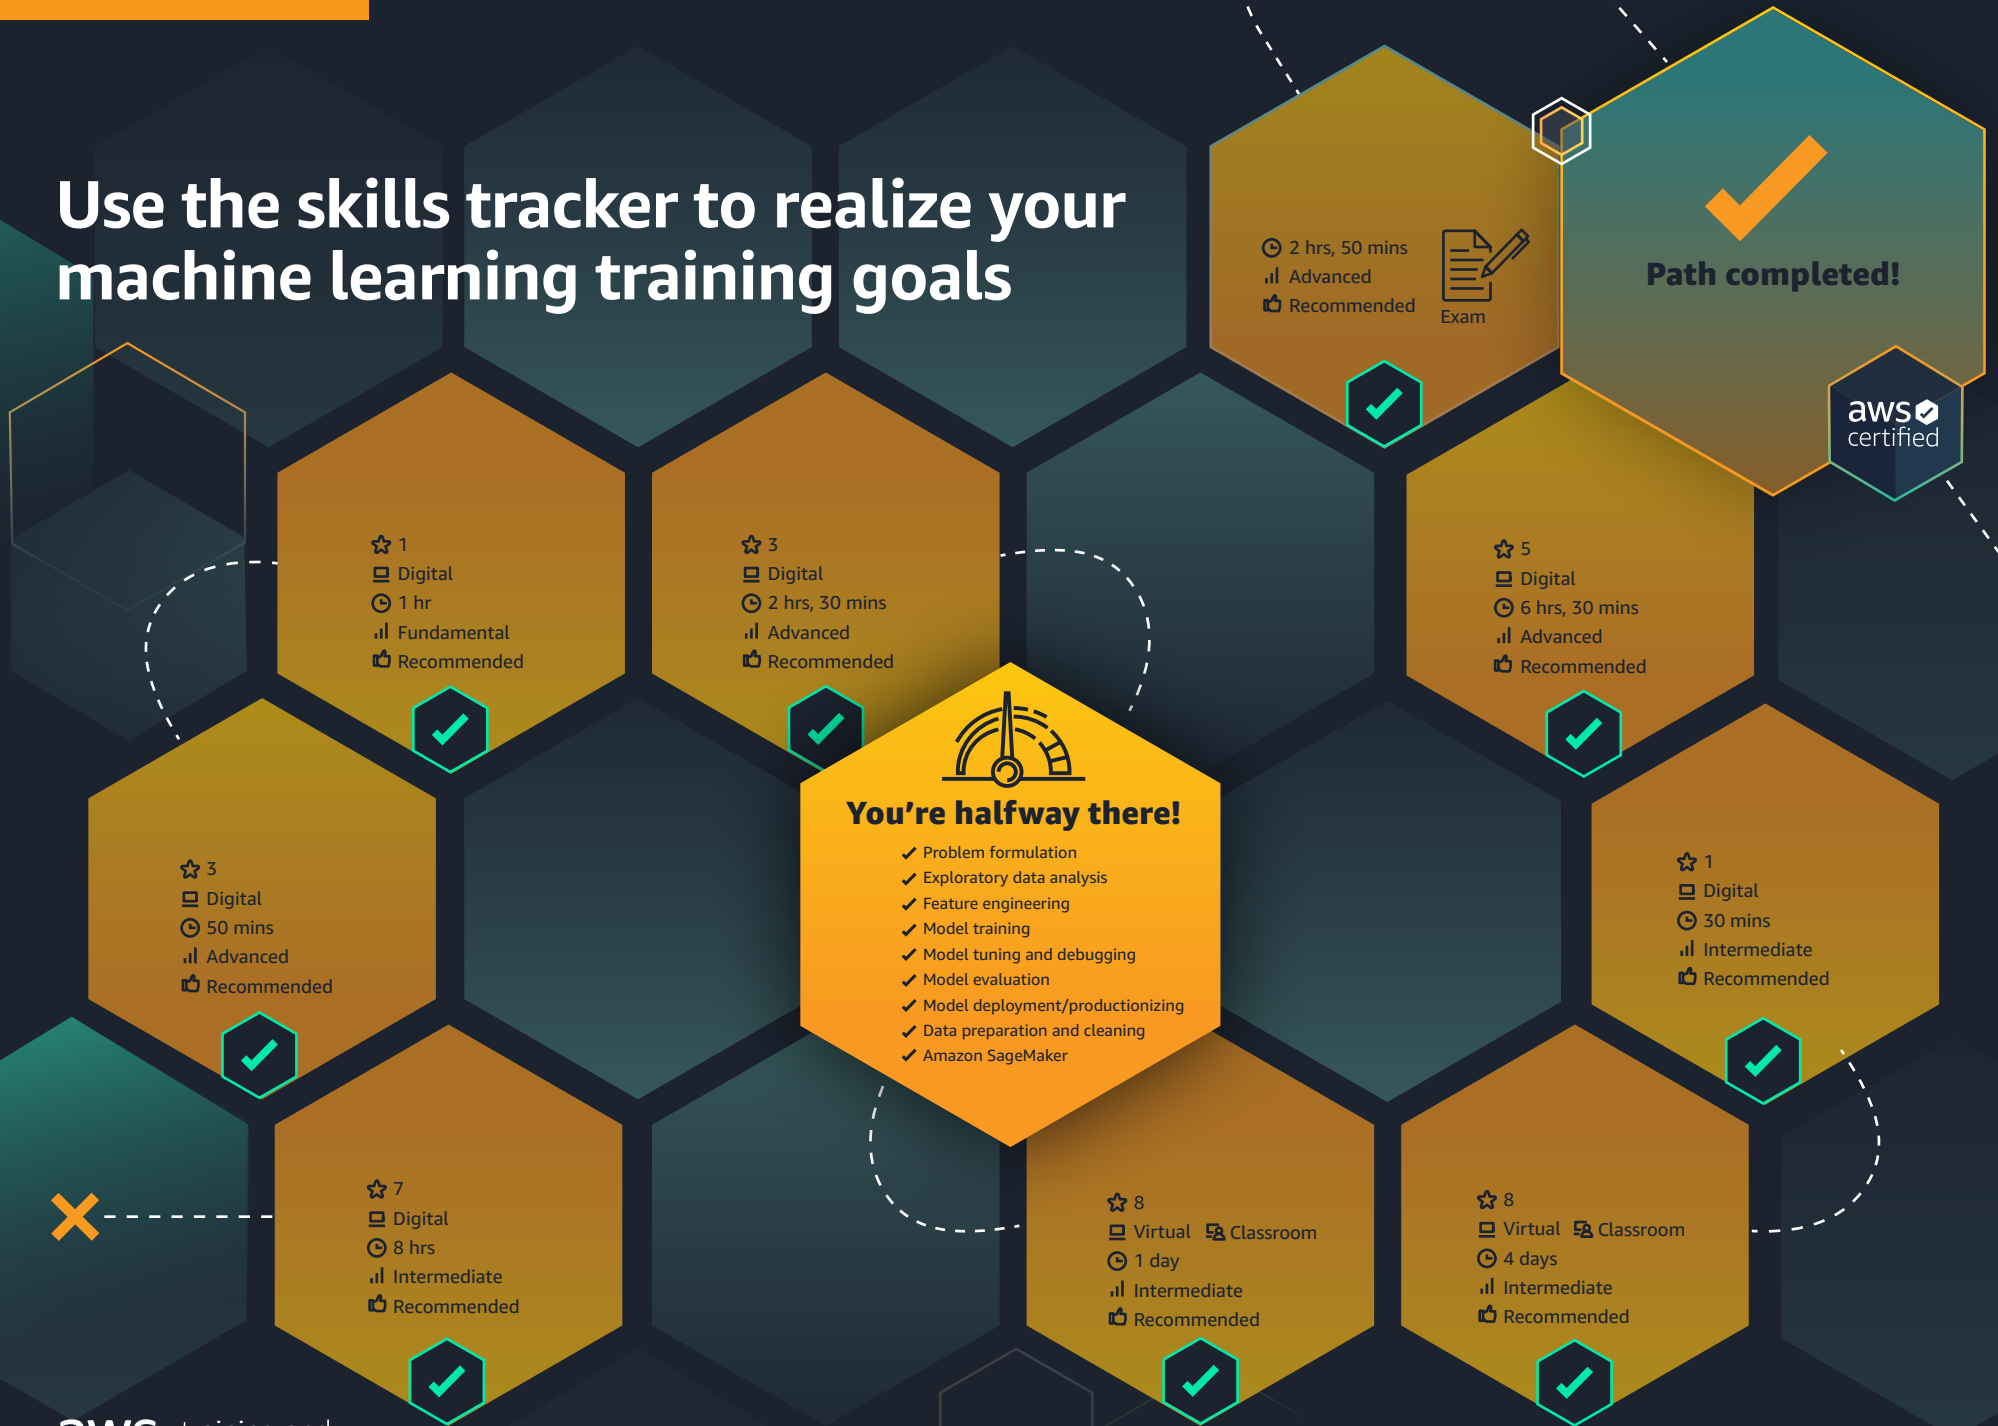 Use the skills tracker to realize your
machine learning training goals
2 hrs, 50 mins
Advanced
Recommended
Exam
Path completed!
aws
certified
1
Digital
1 hr
Fundamental
Recommended
3
Digital
2 hrs, 30 mins
Advanced
Recommended
5
Digital
6 hrs, 30 mins
Advanced
Recommended
You're halfway there!
Problem formulation
Exploratory data analysis
Feature engineering
Model training
Model tuning and debugging
Model evaluation
Model deployment/productionizing
Data preparation and cleaning
Amazon SageMaker
3
Digital
50 mins
Advanced
Recommended
1
Digital
30 mins
Intermediate
Recommended
7
Digital
8 hrs
Intermediate
Recommended
8
Virtual Classroom
1 day
Intermediate
Recommended
8
Virtual Classroom
4 days
Intermediate
Recommended
aws training and